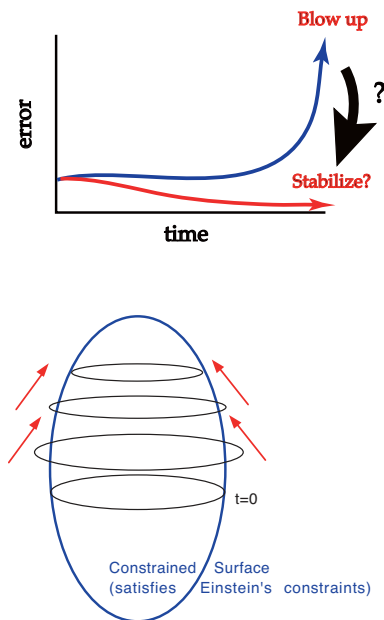 Blow up
?
error
Stabilize?
time
t=0
Constrained Surface
(satisfies Einstein's constraints)